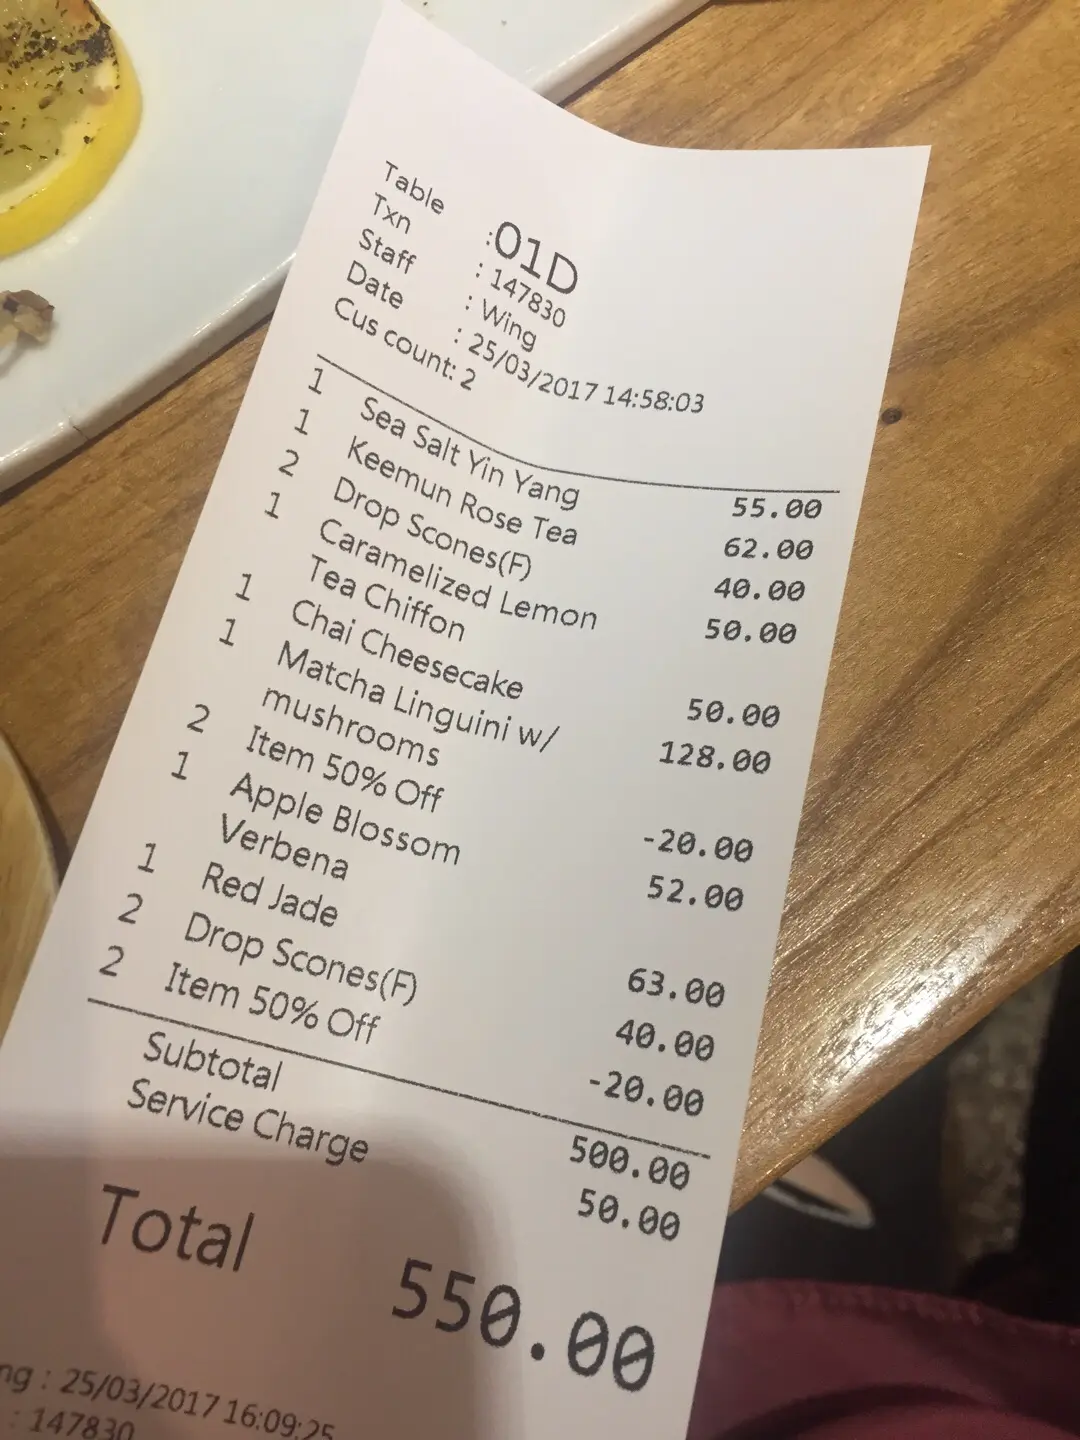 Table :01D
Txn : 147830
Staff : Wing
Date : 25/03/2017 14:58:03
Cus count: 2
1 Sea Salt Yin Yang 55.00
1 Keemun Rose Tea 62.00
2 Drop Scones(F) 40.00
1 Caramelized Lemon 50.00
Tea Chiffon
1 Chai Cheesecake 50.00
1 Matcha Linguini w/ 128.00
mushrooms
2 Item 50% Off -20.00
1 Apple Blossom 52.00
Verbena
1 Red Jade 63.00
2 Drop Scones(F) 40.00
2 Item 50% Off -20.00
Subtotal 500.00
Service Charge 50.00
Total 550.00
ng : 25/03/2017 16:09:25
: 147830